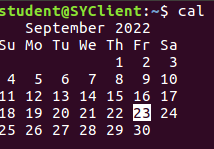 student@SYClient:~$ cal
September 2022
Su Mo Tu We Th Fr Sa
1 2 3
4 5 6 7 8 9 10
11 12 13 14 15 16 17
18 19 20 21 22 23 24
25 26 27 28 29 30